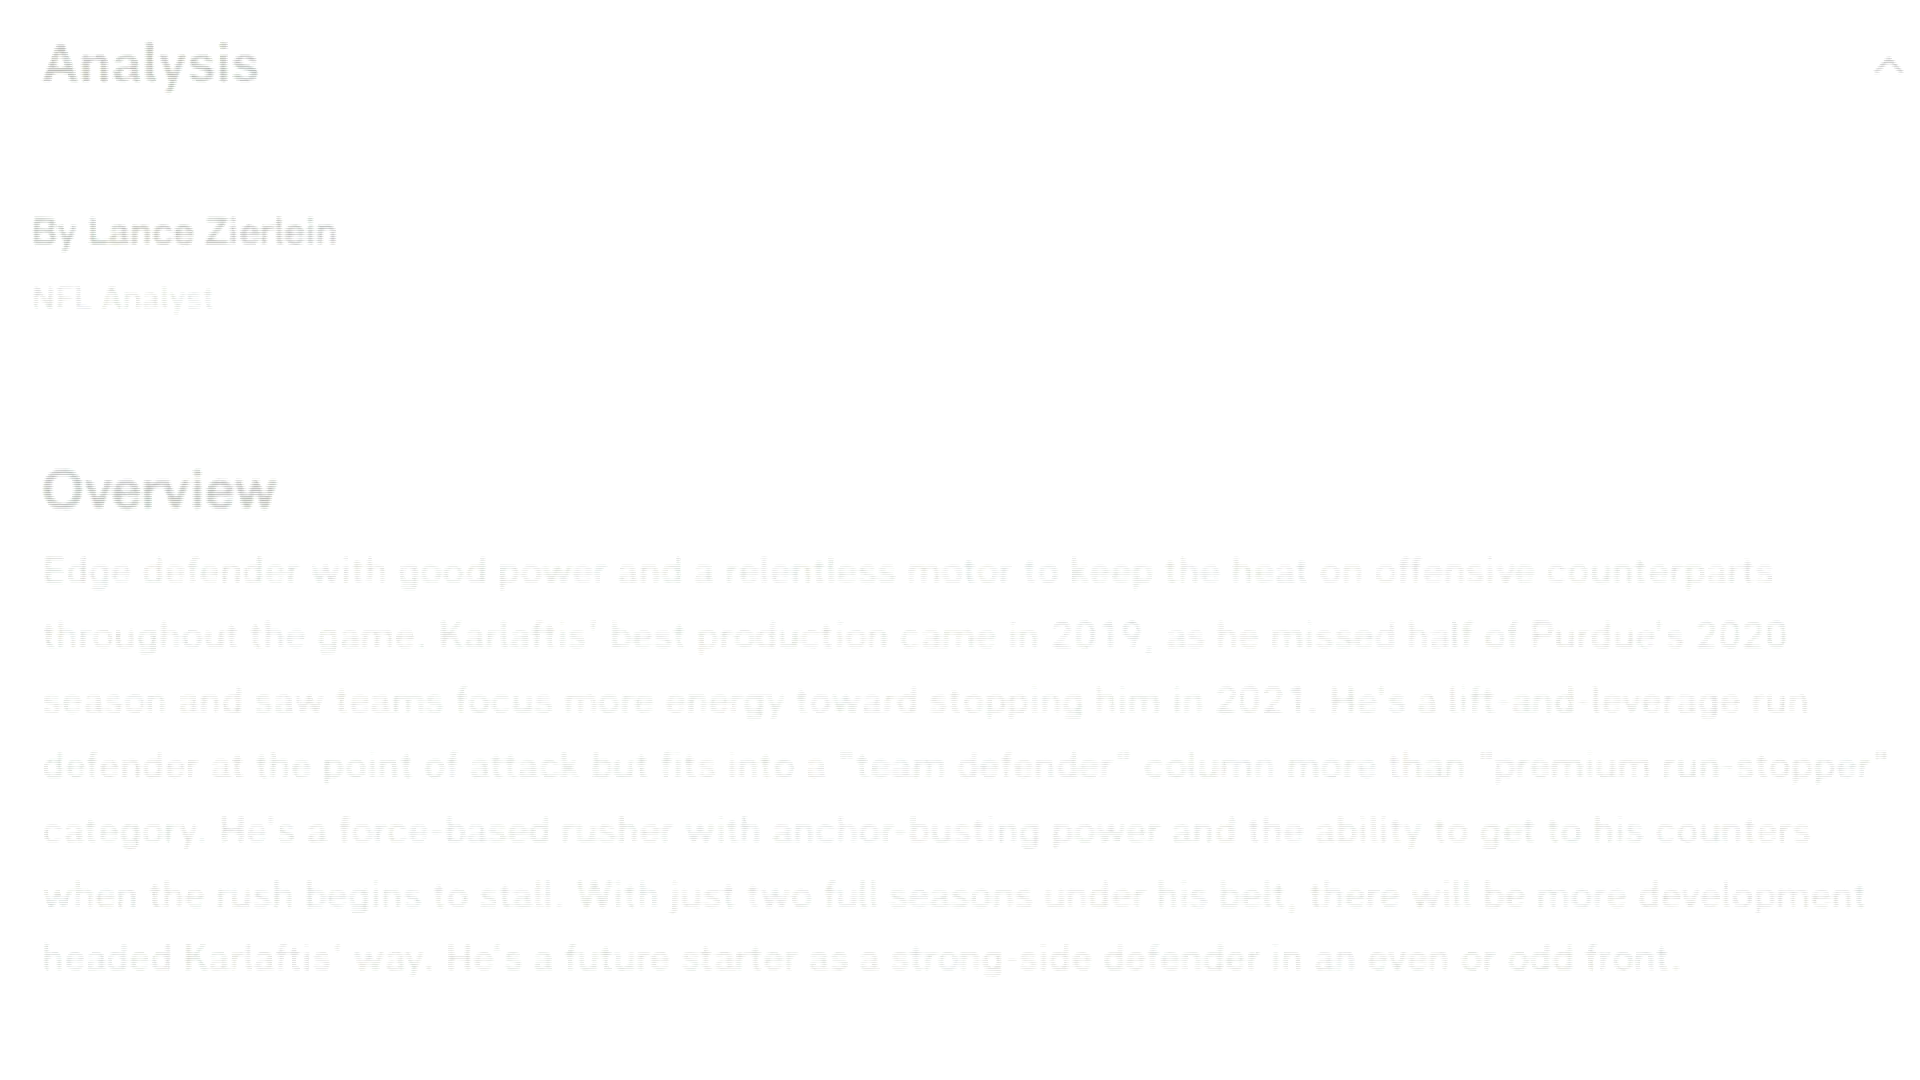 Analysis
By Lance Zierlein
NFL Analyst
Overview
Edge defender with good power and a relentless motor to keep the heat on offensive counterparts
throughout the game. Karlaftis' best production came in 2019, as he missed half of Purdue's 2020
season and saw teams focus more energy toward stopping him in 2021. He's a lift-and-leverage run
defender at the point of attack but fits into a "team defender" column more than "premium run-stopper"
category. He's a force-based rusher with anchor-busting power and the ability to get to his counters
when the rush begins to stall. With just two full seasons under his belt, there will be more development
headed Karlaftis' way. He's a future starter as a strong-side defender in an even or odd front.